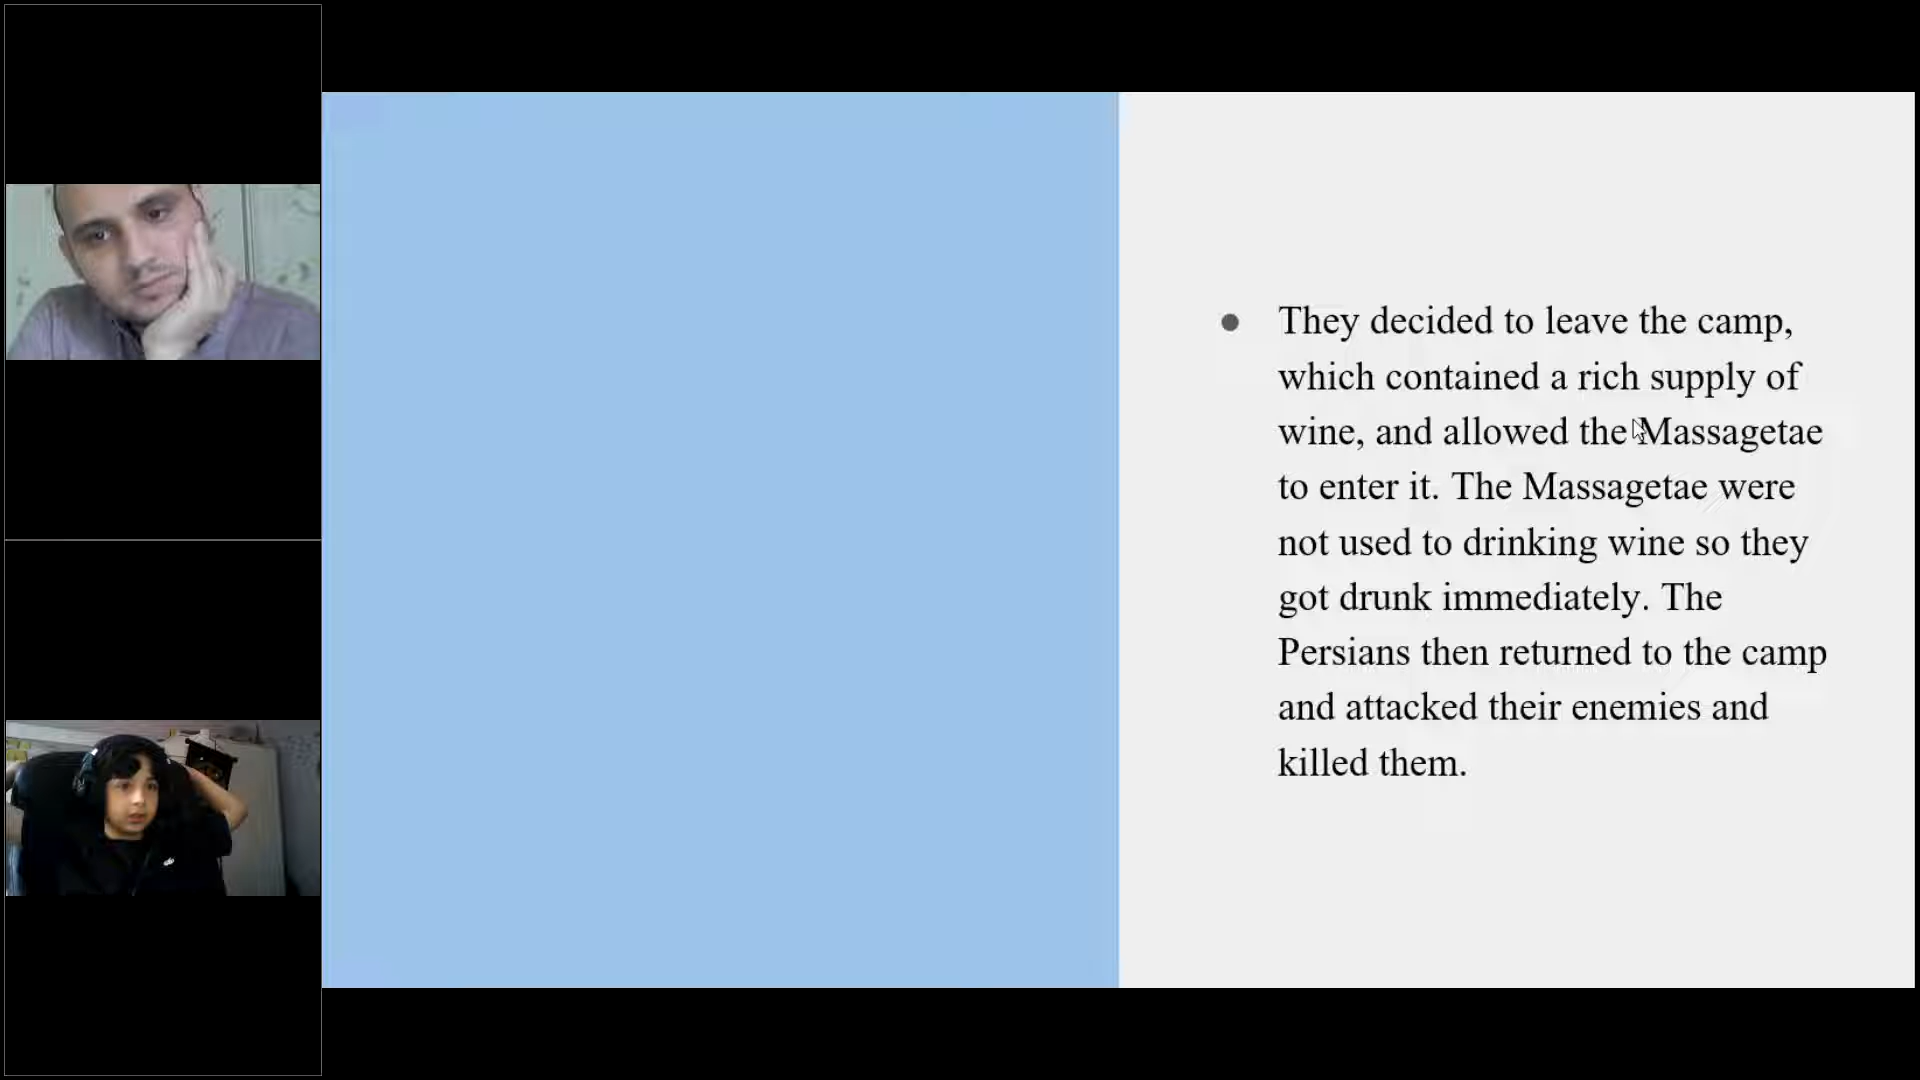 They decided to leave the camp,
which contained a rich supply of
wine, and allowed the Massagetae
to enter it. The Massagetae were
not used to drinking wine so they
got drunk immediately. The
Persians then returned to the camp
and attacked their enemies and
killed them.